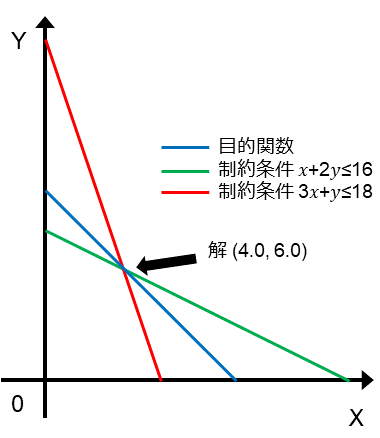 Y
目的関数
制約条件 x+2y≤16
制約条件 3x+y≤18
解 (4.0, 6.0)
0
X